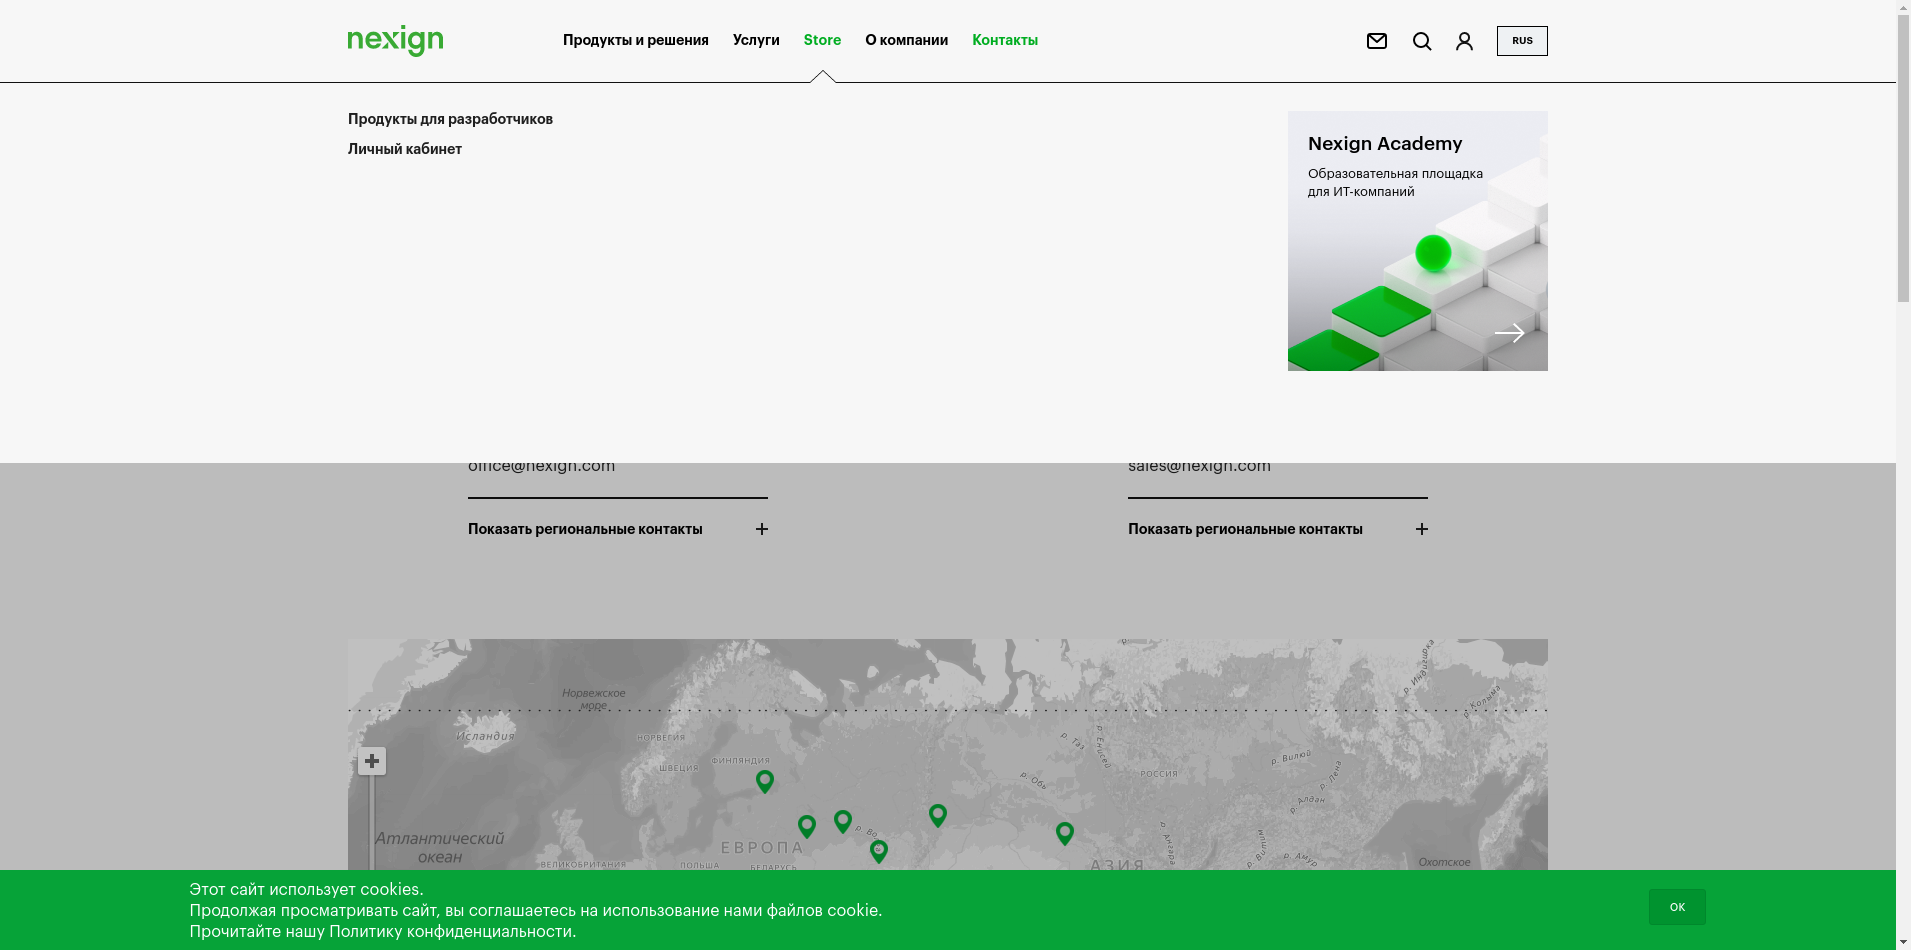 nexign
Продукты и решения
Услуги
Store
О компании
Контакты
RUS
Продукты для разработчиков
Личный кабинет
Nexign Academy
Образовательная площадка
для ИТ-компаний
office@nexign.com
sales@nexign.com
Показать региональные контакты
Показать региональные контакты
Норвежское
море
Исландия
НОРВЕГИЯ
ШВЕЦИЯ
ФИНЛЯНДИЯ
р. Таз
р. Енисей
р. Обь
РОССИЯ
р. Вилюй
р. Лена
р. Алдан
р. Колыма
Атлантический
океан
ЕВРОПА
ВЕЛИКОБРИТАНИЯ
ПОЛЬША
БЕЛАРУСЬ
АЗИЯ
р. Ангара
р. Амур
Охотское
Этот сайт использует cookies.
Продолжая просматривать сайт, вы соглашаетесь на использование нами файлов cookie.
Прочитайте нашу Политику конфиденциальности.
OK